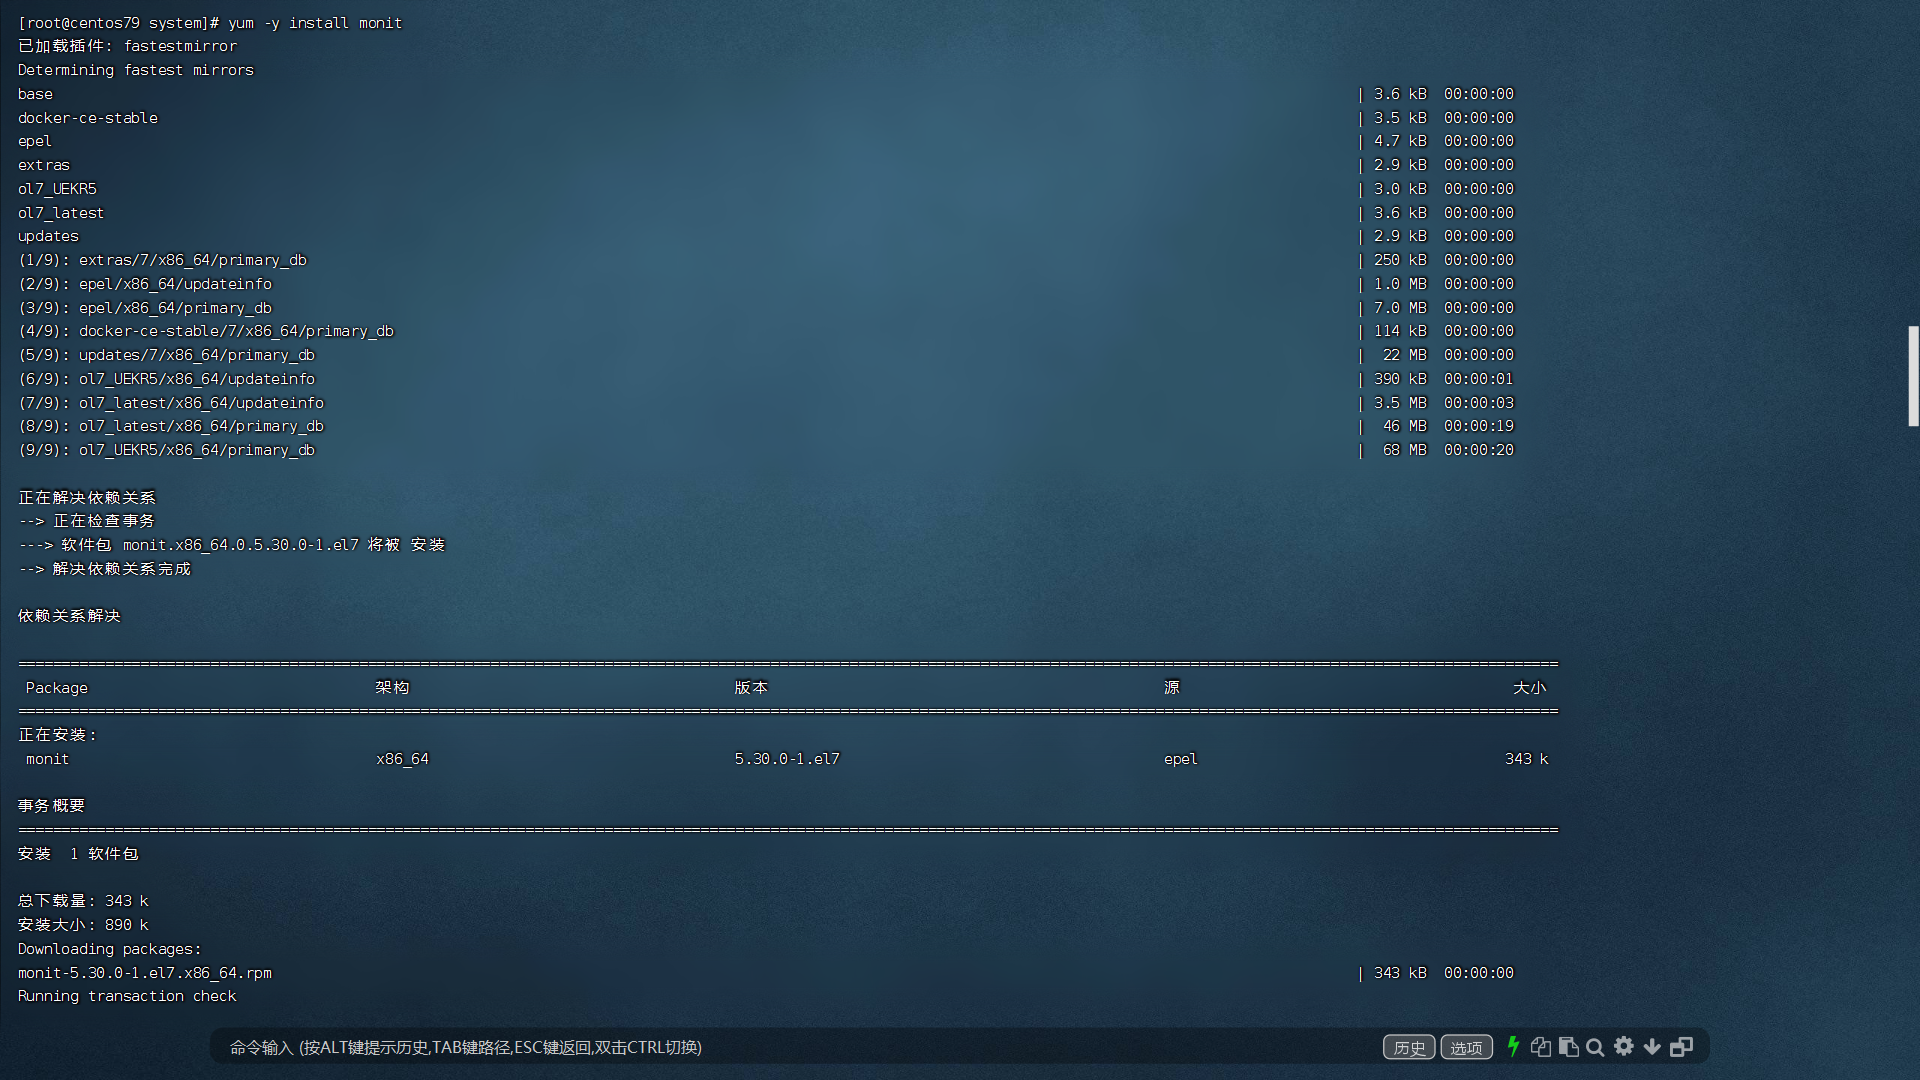 [root@centos79 system]# yum -y install monit
已加载插件: fastestmirror
Determining fastest mirrors
base | 3.6 kB 00:00:00
docker-ce-stable | 3.5 kB 00:00:00
epel | 4.7 kB 00:00:00
extras | 2.9 kB 00:00:00
ol7_UEKR5 | 3.0 kB 00:00:00
ol7_latest | 3.6 kB 00:00:00
updates | 2.9 kB 00:00:00
(1/9): extras/7/x86_64/primary_db | 250 kB 00:00:00
(2/9): epel/x86_64/updateinfo | 1.0 MB 00:00:00
(3/9): epel/x86_64/primary_db | 7.0 MB 00:00:00
(4/9): docker-ce-stable/7/x86_64/primary_db | 114 kB 00:00:00
(5/9): updates/7/x86_64/primary_db | 22 MB 00:00:00
(6/9): ol7_UEKR5/x86_64/updateinfo | 390 kB 00:00:01
(7/9): ol7_latest/x86_64/updateinfo | 3.5 MB 00:00:03
(8/9): ol7_latest/x86_64/primary_db | 46 MB 00:00:19
(9/9): ol7_UEKR5/x86_64/primary_db | 68 MB 00:00:20
正在解决依赖关系
--> 正在检查事务
---> 软件包 monit.x86_64.0.5.30.0-1.el7 将被 安装
--> 解决依赖关系完成
依赖关系解决
Package 架构 版本 源 大小
正在安装:
monit x86_64 5.30.0-1.el7 epel 343 k
事务概要
安装 1 软件包
总下载量: 343 k
安装大小: 890 k
Downloading packages:
monit-5.30.0-1.el7.x86_64.rpm | 343 kB 00:00:00
Running transaction check
命令输入 (按ALT键提示历史,TAB键路径,ESC键返回,双击CTRL切换) 历史 选项